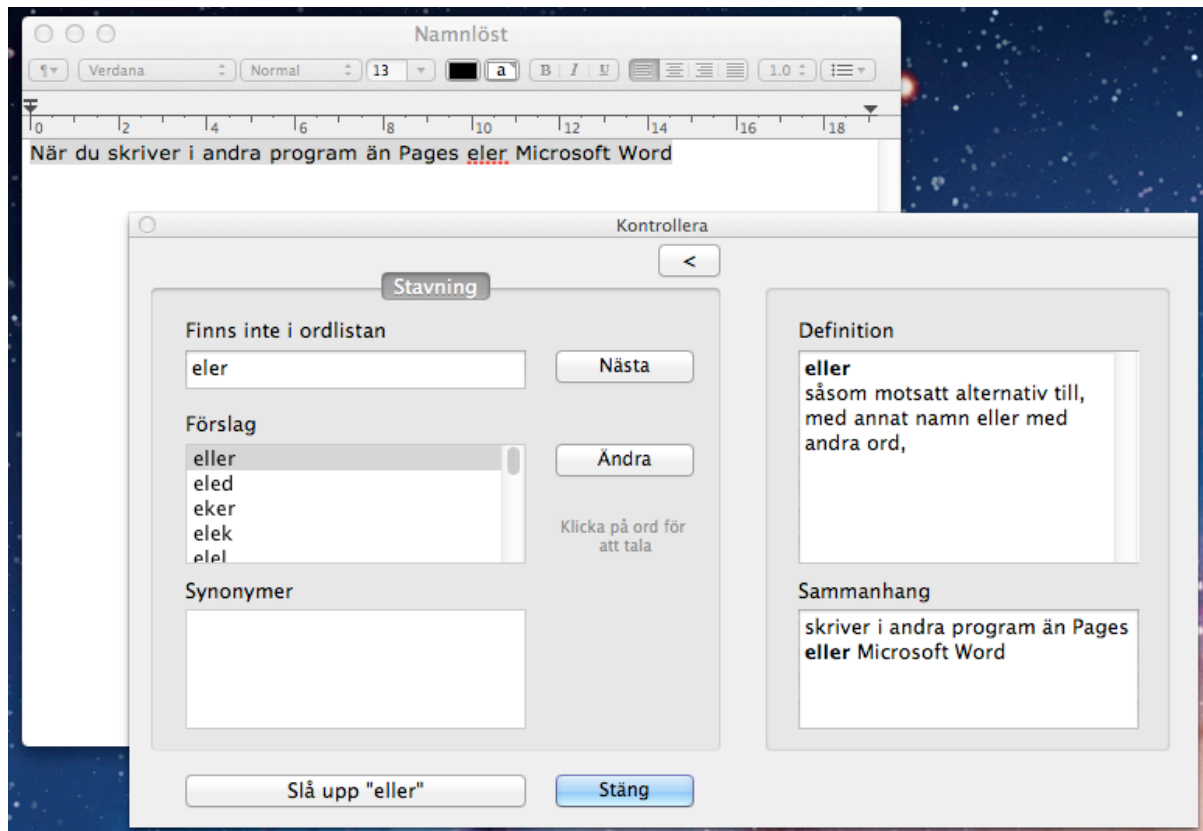 Namnlöst
¶ Verdana Normal 13 a B I U 1.0
0 2 4 6 8 10 12 14 16 18
När du skriver i andra program än Pages eler Microsoft Word
Kontrollera
<
Stavning
Finns inte i ordlistan
eler
Nästa
Förslag
eller
eled
eker
elek
elel
Ändra
Klicka på ord för
att tala
Synonymer
Definition
eller
såsom motsatt alternativ till,
med annat namn eller med
andra ord,
Sammanhang
skriver i andra program än Pages
eller Microsoft Word
Slå upp "eller"
Stäng